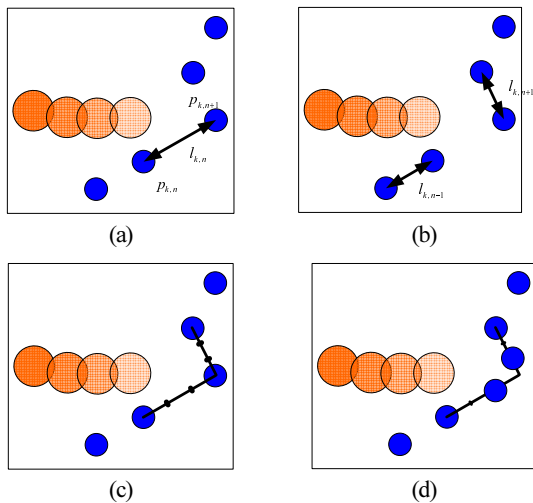 p_{k,n+1}
l_{k,n}
p_{k,n}
(a)
l_{k,n+1}
l_{k,n-1}
(b)
(c)
(d)